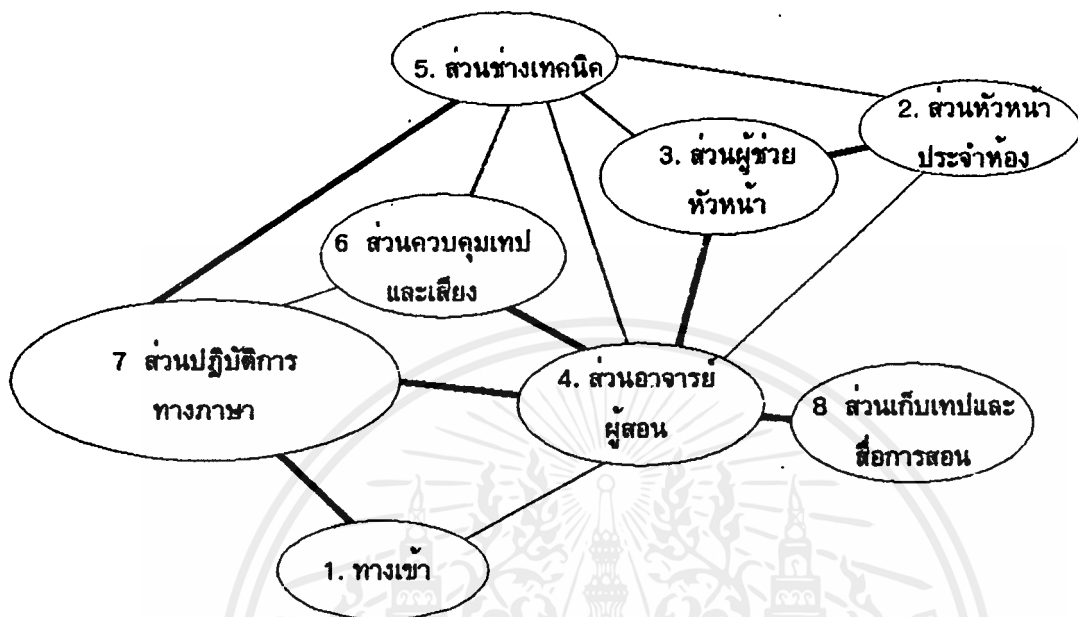 5. ส่วนช่างเทคนิค
2. ส่วนหัวหน้า
ประจำห้อง
3. ส่วนผู้ช่วย
หัวหน้า
6 ส่วนควบคุมเทป
และเสียง
7 ส่วนปฏิบัติการ
ทางภาษา
4. ส่วนอาจารย์
ผู้สอน
8 ส่วนเก็บเทปและ
สื่อการสอน
1. ทางเข้า